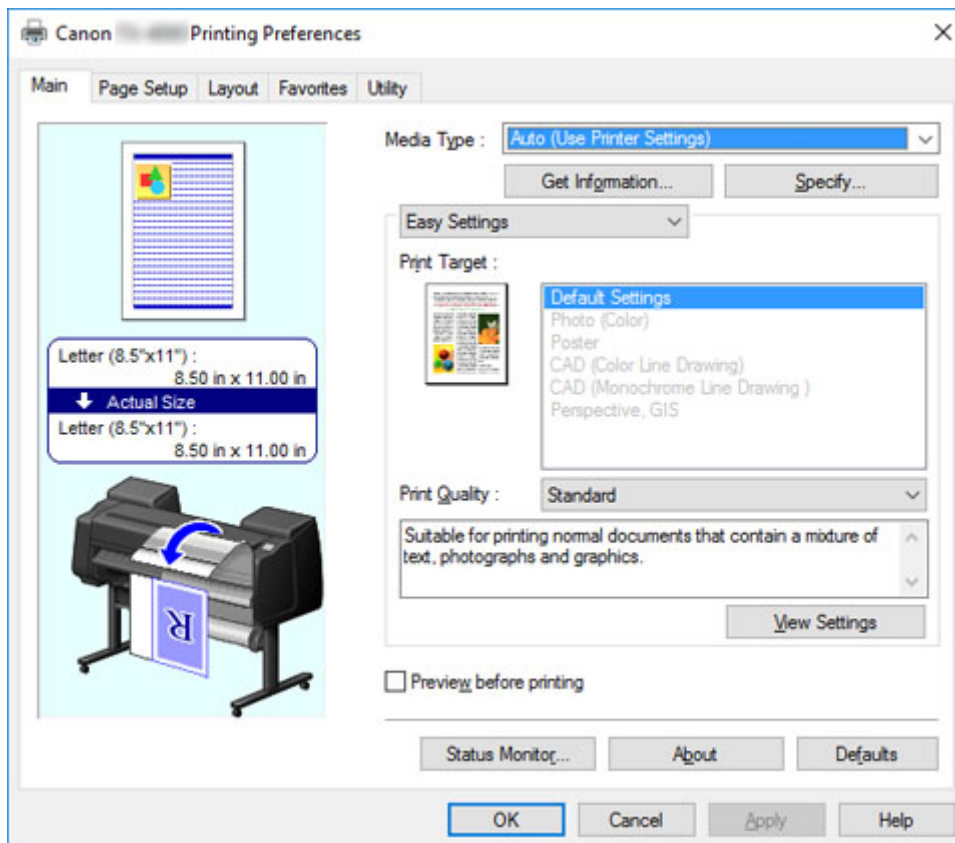 Canon Printing Preferences
Main Page Setup Layout Favorites Utility
Media Type : Auto (Use Printer Settings)
Get Information... Specify...
Easy Settings
Print Target :
Default Settings
Photo (Color)
Poster
CAD (Color Line Drawing)
CAD (Monochrome Line Drawing )
Perspective, GIS
Letter (8.5"x11") :
8.50 in x 11.00 in
Actual Size
Letter (8.5"x11") :
8.50 in x 11.00 in
R
Print Quality : Standard
Suitable for printing normal documents that contain a mixture of
text, photographs and graphics.
View Settings
Preview before printing
Status Monitor... About Defaults
OK Cancel Apply Help